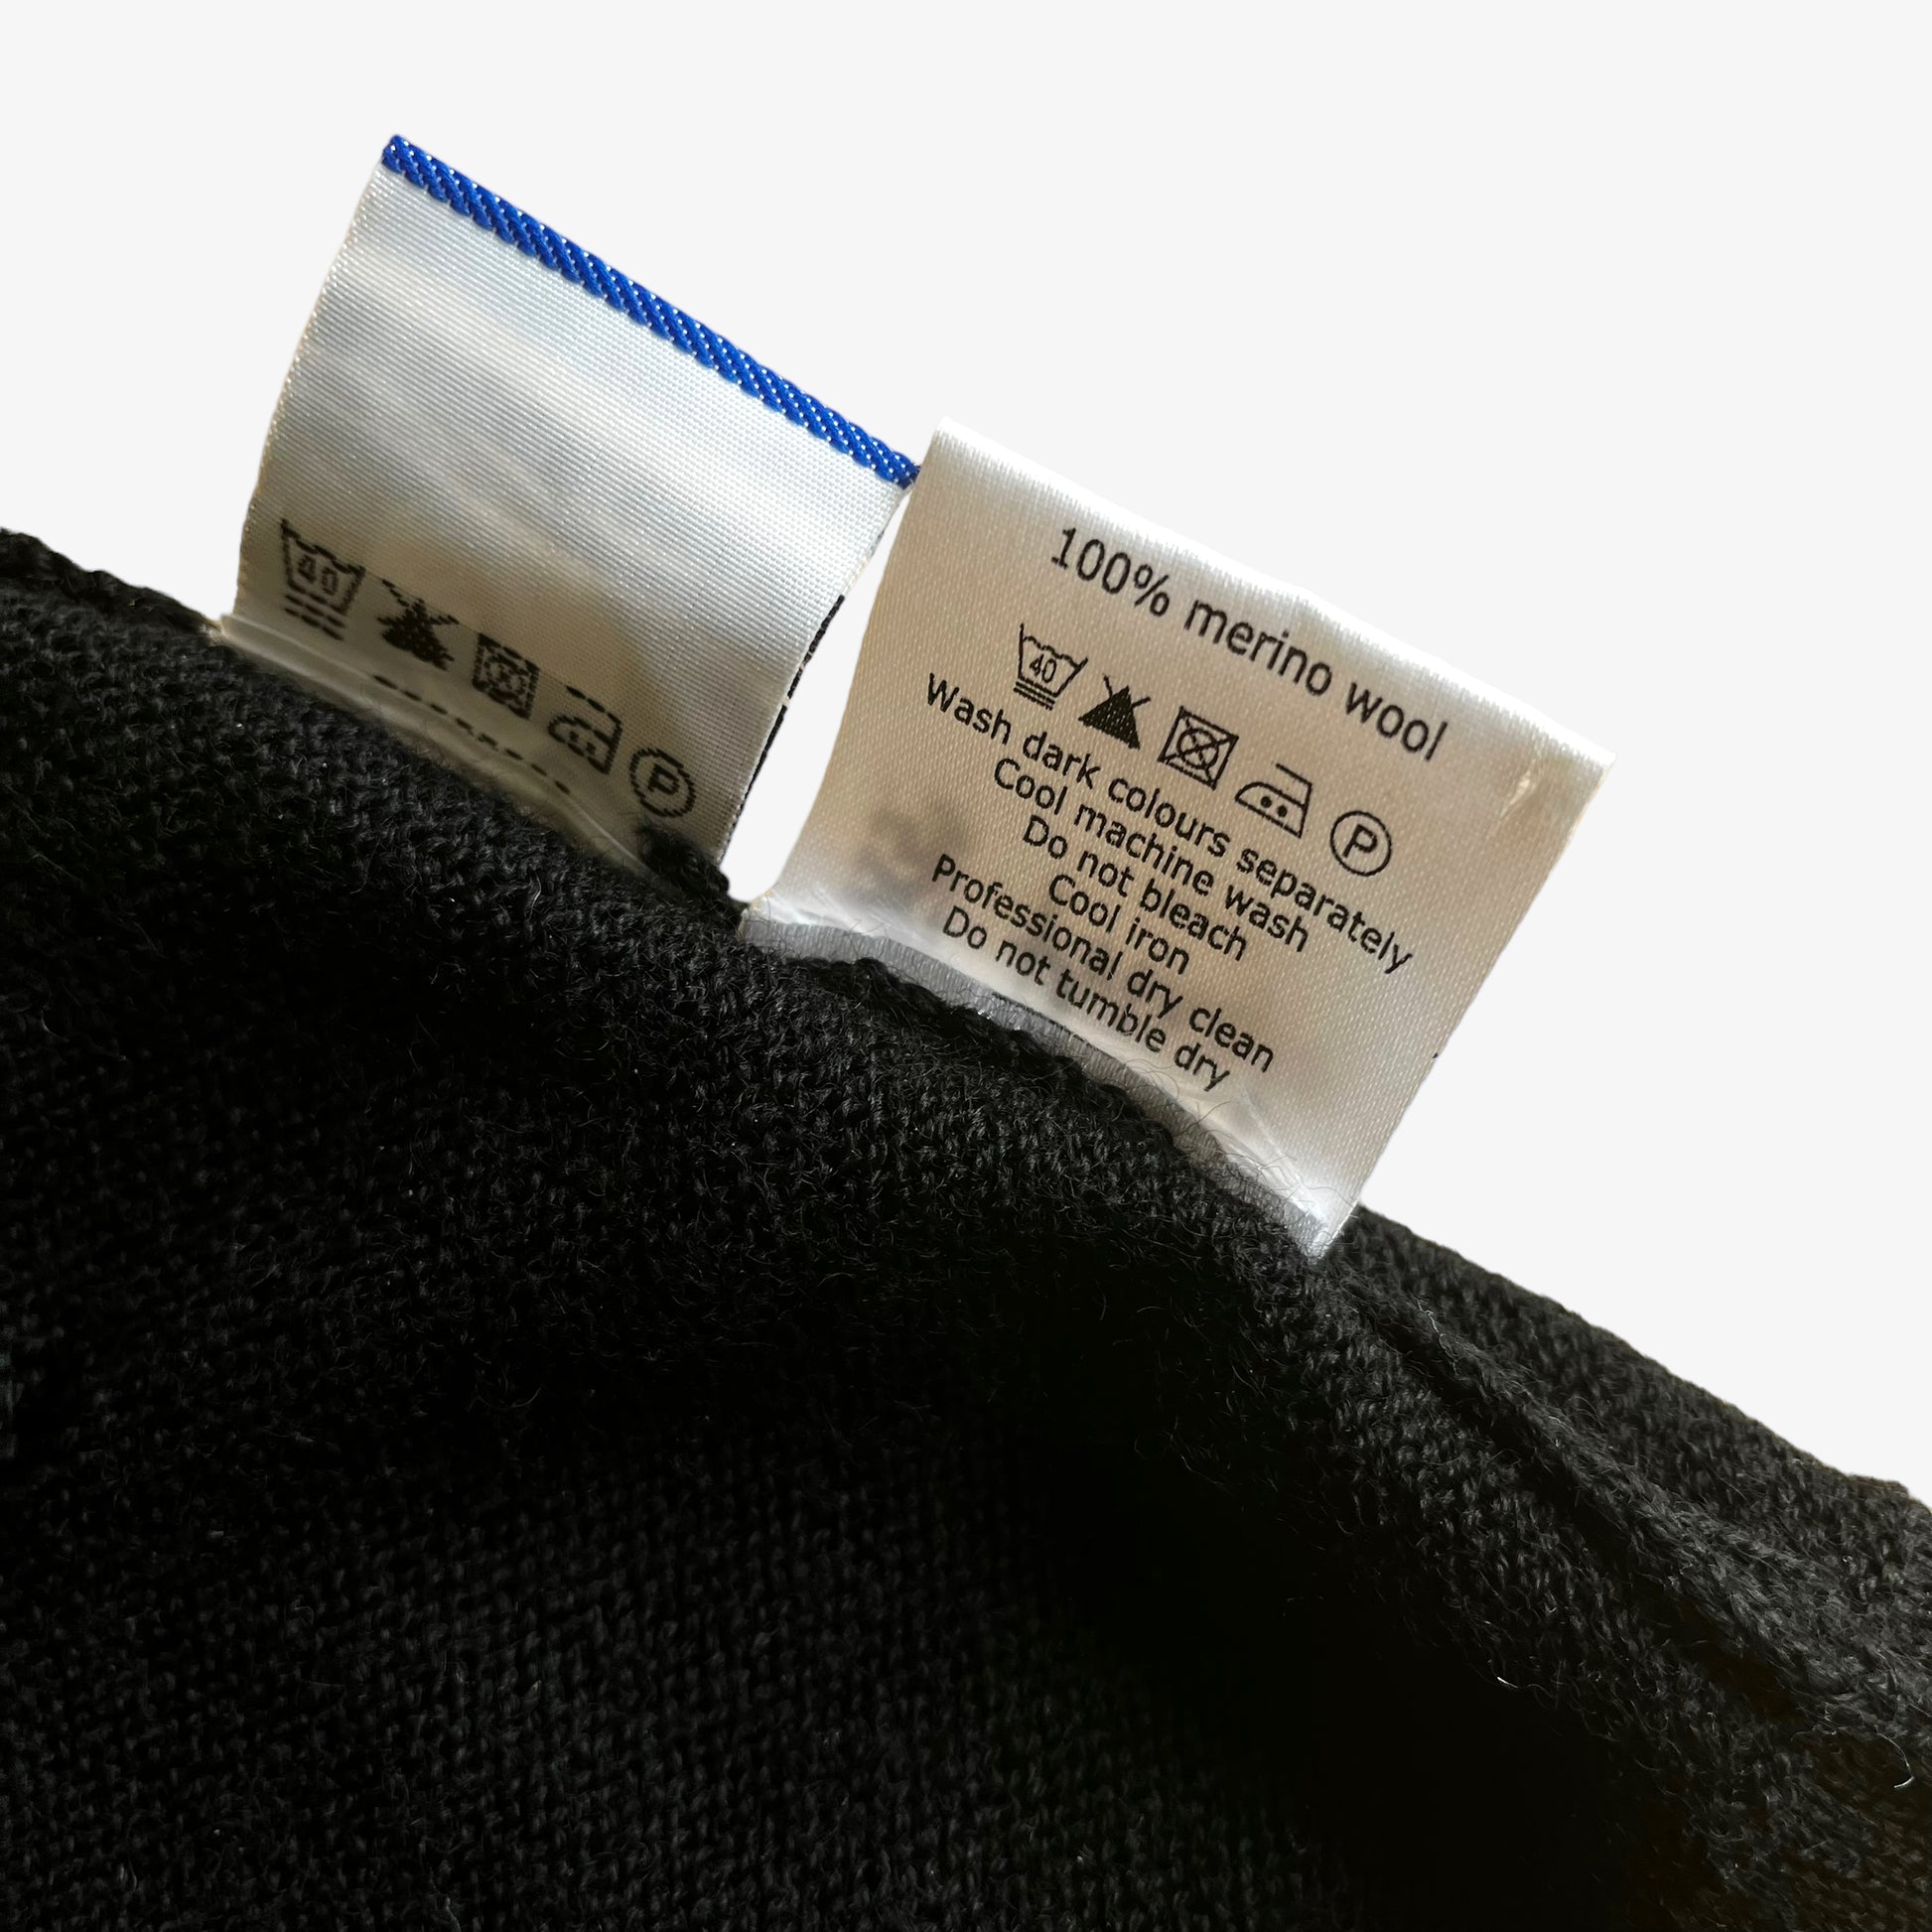 40
P
100% merino wool
40
P
Wash dark colours separately
Cool machine wash
Do not bleach
Cool iron
Professional dry clean
Do not tumble dry